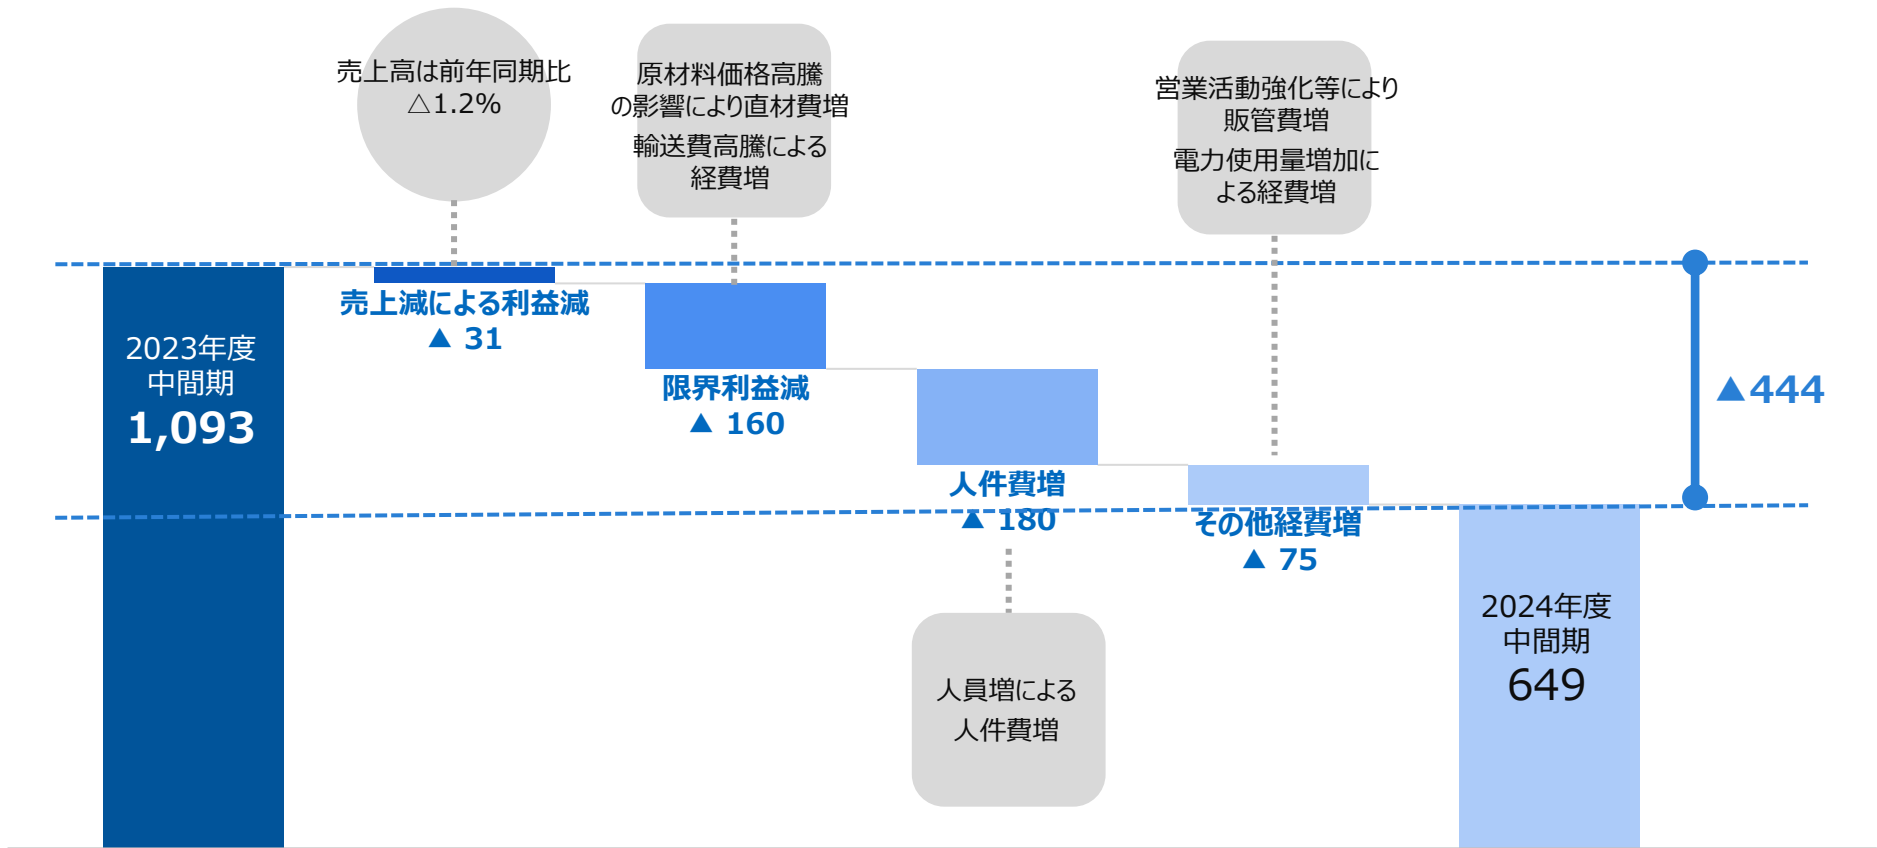 売上高は前年同期比
△1.2%
原材料価格高騰
の影響により直材費増
輸送費高騰による
経費増
営業活動強化等により
販管費増
電力使用量増加に
よる経費増
2023年度
中間期
1,093
売上減による利益減
▲ 31
限界利益減
▲ 160
人件費増
▲ 180
その他経費増
▲ 75
▲444
人員増による
人件費増
2024年度
中間期
649